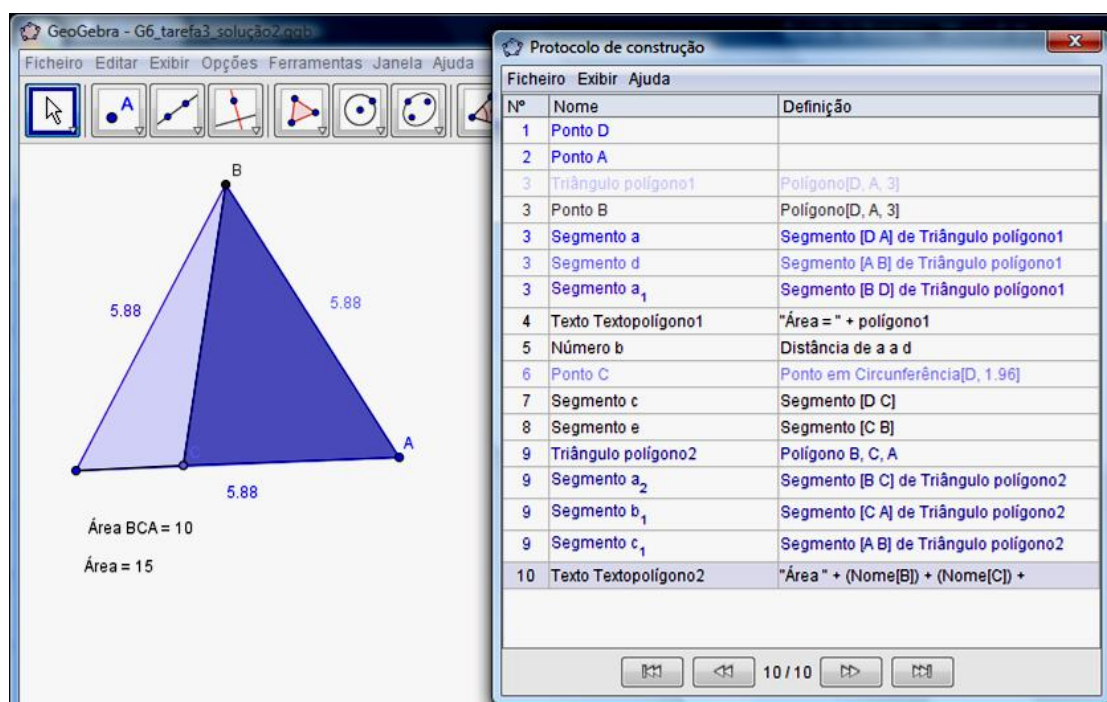 GeoGebra - G6_tarefa3_solução2.ggb
Ficheiro Editar Exibir Opções Ferramentas Janela Ajuda
A
B
5.88
5.88
C
A
5.88
Área BCA = 10
Área = 15
Protocolo de construção
Ficheiro Exibir Ajuda
Nº Nome Definição
1 Ponto D
2 Ponto A
3 Triângulo polígono1 Polígono[D, A, 3]
3 Ponto B Polígono[D, A, 3]
3 Segmento a Segmento [D A] de Triângulo polígono1
3 Segmento d Segmento [A B] de Triângulo polígono1
3 Segmento a1 Segmento [B D] de Triângulo polígono1
4 Texto Textopolígono1 "Área = " + polígono1
5 Número b Distância de a a d
6 Ponto C Ponto em Circunferência[D, 1.96]
7 Segmento c Segmento [D C]
8 Segmento e Segmento [C B]
9 Triângulo polígono2 Polígono B, C, A
9 Segmento a2 Segmento [B C] de Triângulo polígono2
9 Segmento b1 Segmento [C A] de Triângulo polígono2
9 Segmento c1 Segmento [A B] de Triângulo polígono2
10 Texto Textopolígono2 "Área " + (Nome[B]) + (Nome[C]) +
10 / 10